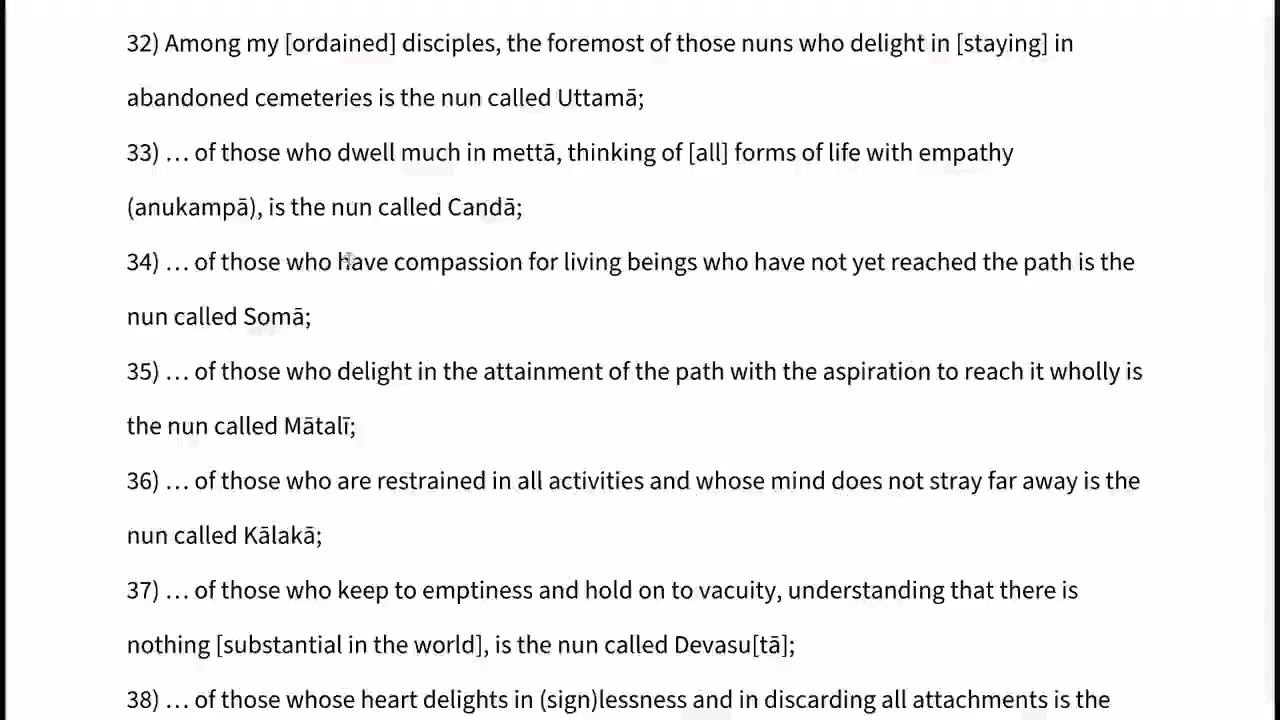 32) Among my [ordained] disciples, the foremost of those nuns who delight in [staying] in
abandoned cemeteries is the nun called Uttamā;
33) … of those who dwell much in mettā, thinking of [all] forms of life with empathy
(anukampā), is the nun called Candā;
34) … of those who have compassion for living beings who have not yet reached the path is the
nun called Somā;
35) … of those who delight in the attainment of the path with the aspiration to reach it wholly is
the nun called Mātalī;
36) … of those who are restrained in all activities and whose mind does not stray far away is the
nun called Kālakā;
37) … of those who keep to emptiness and hold on to vacuity, understanding that there is
nothing [substantial in the world], is the nun called Devasu[tā];
38) … of those whose heart delights in (sign)lessness and in discarding all attachments is the